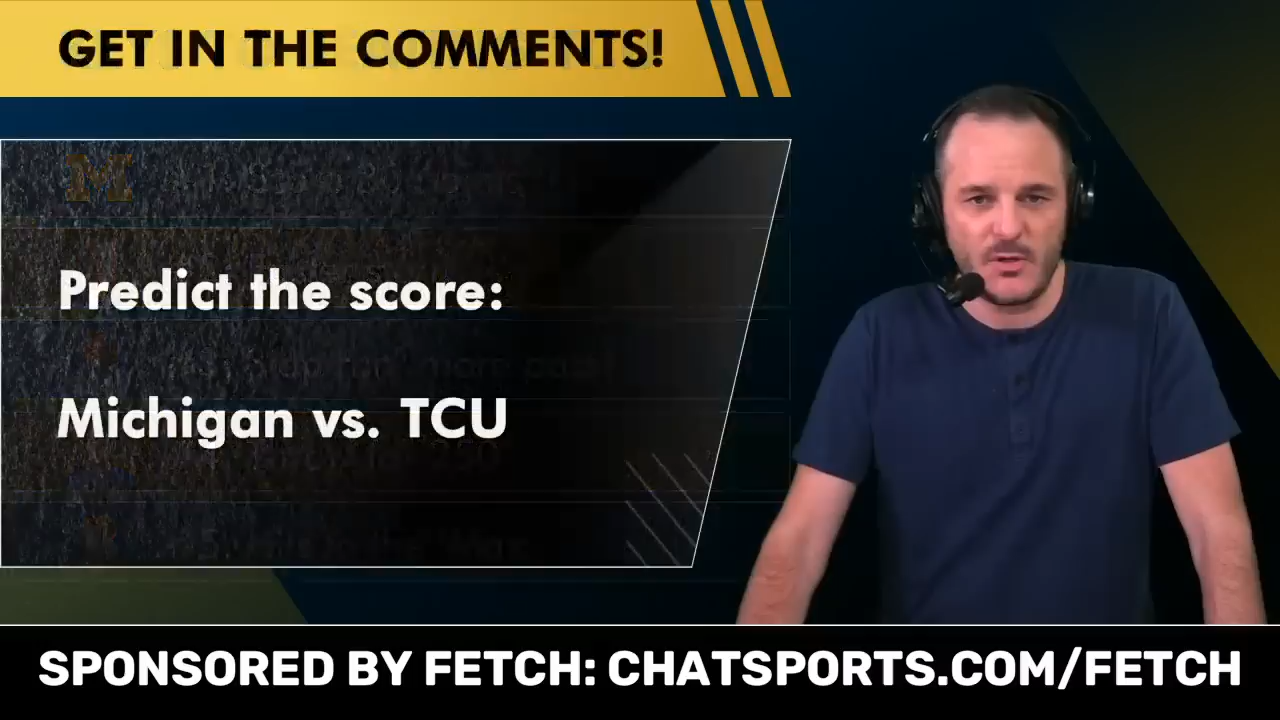 GET IN THE COMMENTS!
Predict the score:
Michigan vs. TCU
SPONSORED BY FETCH: CHATSPORTS.COM/FETCH